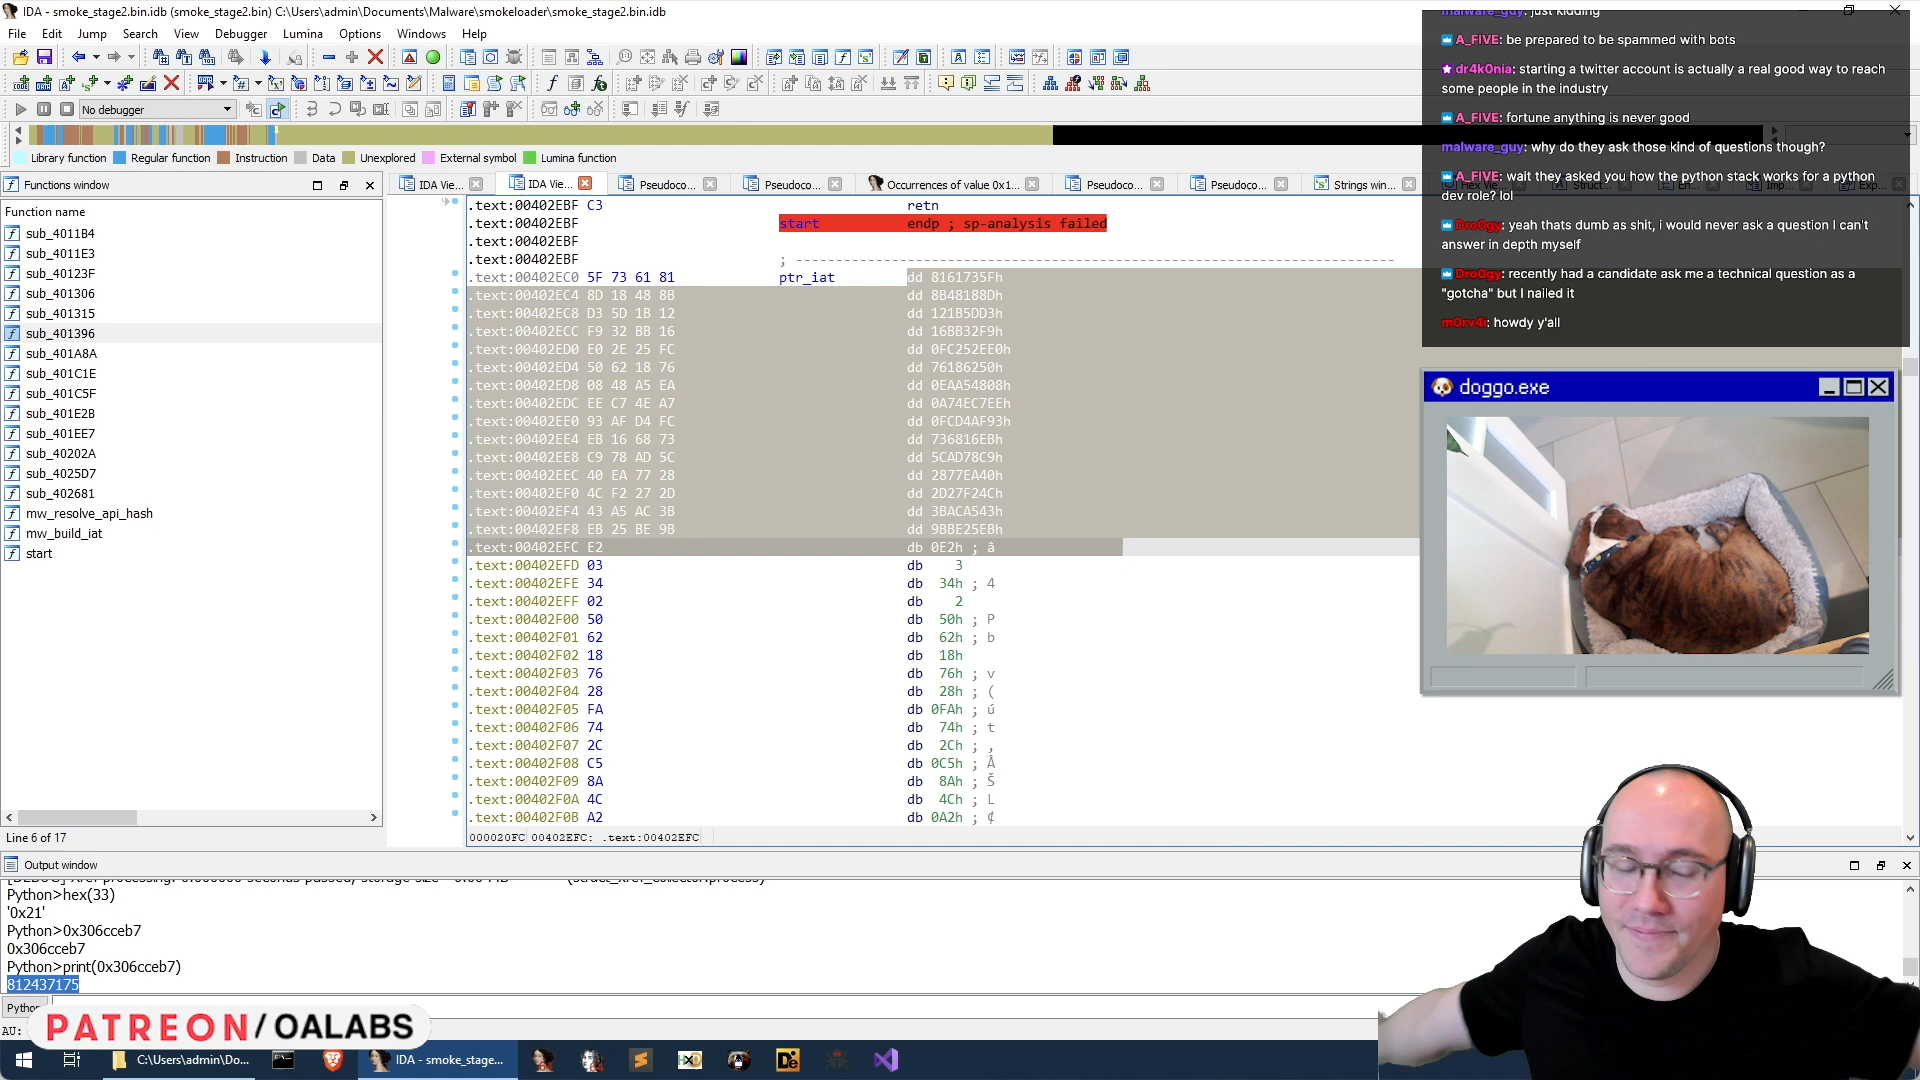 IDA - smoke_stage2.bin.idb (smoke_stage2.bin) C:\Users\admin\Documents\Malware\smokeloader\smoke_stage2.bin.idb
File Edit Jump Search View Debugger Lumina Options Windows Help
No debugger
Library function Regular function Instruction Data Unexplored External symbol Lumina function
Functions window
Function name
sub_4011B4
sub_4011E3
sub_40123F
sub_401306
sub_401315
sub_401396
sub_401A8A
sub_401C1E
sub_401C5F
sub_401E2B
sub_401EE7
sub_40202A
sub_4025D7
sub_402681
mw_resolve_api_hash
mw_build_iat
start
Line 6 of 17
IDA Vie... IDA Vie... Pseudoco... Pseudoco... Occurrences of value 0x1... Pseudoco... Pseudoco... Strings win...
.text:00402EBF C3 retn
.text:00402EBF start endp ; sp-analysis failed
.text:00402EBF
.text:00402EBF ; ---------------------------------------------------------------------------
.text:00402EC0 5F 73 61 81 ptr_iat dd 8161735Fh
.text:00402EC4 8D 18 48 8B dd 8B48188Dh
.text:00402EC8 D3 5D 1B 12 dd 121B5DD3h
.text:00402ECC F9 32 BB 16 dd 16BB32F9h
.text:00402ED0 E0 2E 25 FC dd 0FC252EE0h
.text:00402ED4 50 62 18 76 dd 76186250h
.text:00402ED8 08 48 A5 EA dd 0EAA54808h
.text:00402EDC EE C7 4E A7 dd 0A74EC7EEh
.text:00402EE0 93 AF D4 FC dd 0FCD4AF93h
.text:00402EE4 EB 16 68 73 dd 736816EBh
.text:00402EE8 C9 78 AD 5C dd 5CAD78C9h
.text:00402EEC 40 EA 77 28 dd 2877EA40h
.text:00402EF0 4C F2 27 2D dd 2D27F24Ch
.text:00402EF4 43 A5 AC 3B dd 3BACA543h
.text:00402EF8 EB 25 BE 9B dd 9BBE25EBh
.text:00402EFC E2 db 0E2h ; â
.text:00402EFD 03 db 3
.text:00402EFE 34 db 34h ; 4
.text:00402EFF 02 db 2
.text:00402F00 50 db 50h ; P
.text:00402F01 62 db 62h ; b
.text:00402F02 18 db 18h
.text:00402F03 76 db 76h ; v
.text:00402F04 28 db 28h ; (
.text:00402F05 FA db 0FAh ; ú
.text:00402F06 74 db 74h ; t
.text:00402F07 2C db 2Ch ; ,
.text:00402F08 C5 db 0C5h ; Å
.text:00402F09 8A db 8Ah ; Š
.text:00402F0A 4C db 4Ch ; L
.text:00402F0B A2 db 0A2h ; ¢
000020FC 00402EFC: .text:00402EFC
malware_guy: just kidding
A_F1VE: be prepared to be spammed with bots
dr4k0nia: starting a twitter account is actually a real good way to reach
some people in the industry
A_F1VE: fortune anything is never good
malware_guy: why do they ask those kind of questions though?
A_F1VE: wait they asked you how the python stack works for a python
dev role? lol
Dro0gy: yeah thats dumb as shit, i would never ask a question I can't
answer in depth myself
Dro0gy: recently had a candidate ask me a technical question as a
"gotcha" but I nailed it
m0rv4i: howdy y'all
doggo.exe
Output window
Python>hex(33)
'0x21'
Python>0x306cceb7
0x306cceb7
Python>print(0x306cceb7)
812437175
Python
AU:
PATREON/OALABS
C:\Users\admin\Do... IDA - smoke_stage...